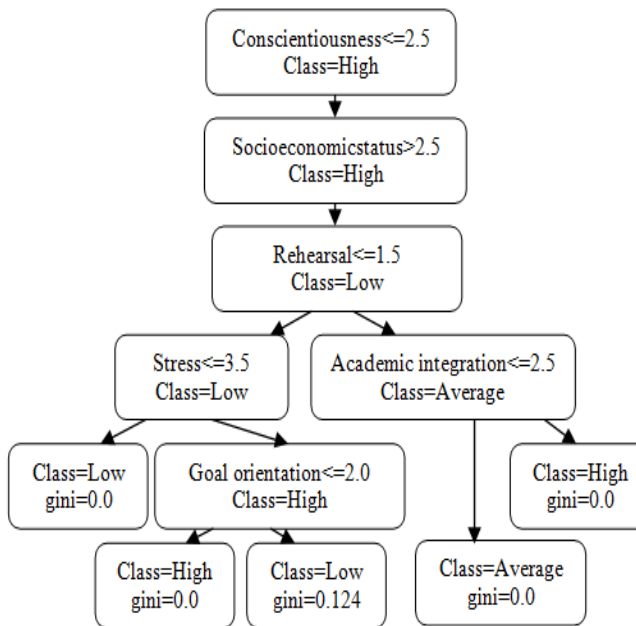 Conscientiousness<=2.5
Class=High
Socioeconomicstatus>2.5
Class=High
Rehearsal<=1.5
Class=Low
Stress<=3.5
Class=Low
Academic integration<=2.5
Class=Average
Class=Low
gini=0.0
Goal orientation<=2.0
Class=High
Class=High
gini=0.0
Class=High
gini=0.0
Class=Low
gini=0.124
Class=Average
gini=0.0